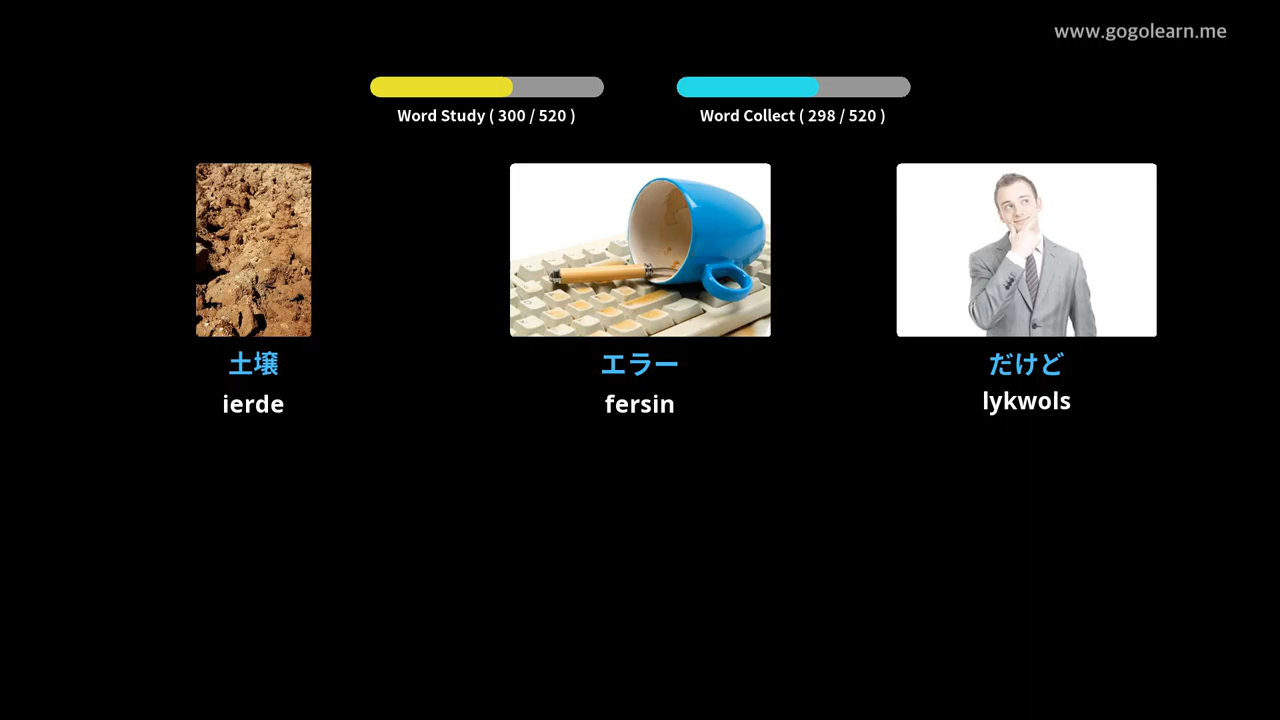 www.gogolearn.me
Word Study ( 300 / 520 )
Word Collect ( 298 / 520 )
土壌
エラー
だけど
ierde
fersin
lykwols